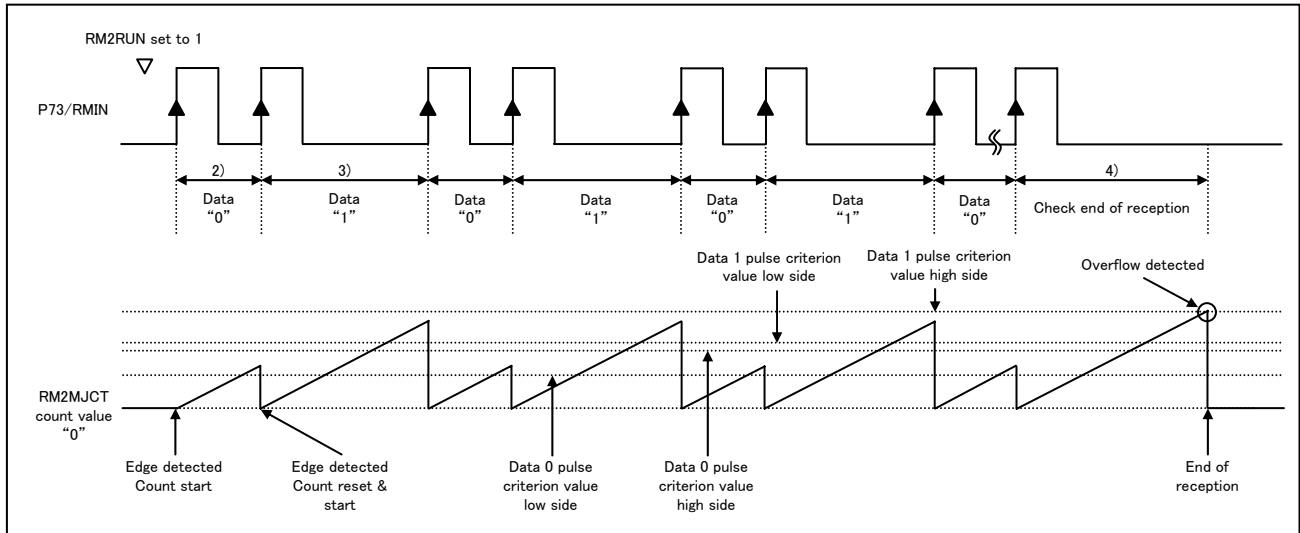 RM2RUN set to 1
P73/RMIN
2)
3)
4)
Data
“0”
Data
“1”
Data
“0”
Data
“1”
Data
“0”
Data
“1”
Data
“0”
Check end of reception
Data 1 pulse criterion
value low side
Data 1 pulse criterion
value high side
Overflow detected
RM2MJCT
count value
“0”
Edge detected
Count start
Edge detected
Count reset &
start
Data 0 pulse
criterion value
low side
Data 0 pulse
criterion value
high side
End of
reception